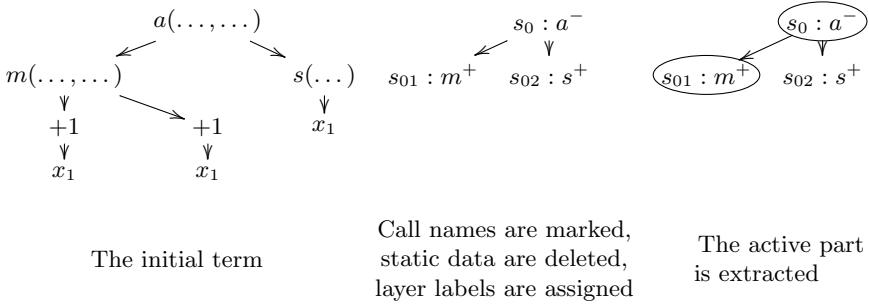 a(…,…) s₀ : a⁻ s₀ : a⁻
m(…,…) s(…) s₀₁ : m⁺ s₀₂ : s⁺ s₀₁ : m⁺ s₀₂ : s⁺
+1 +1 x₁
x₁ x₁
The initial term
Call names are marked,
static data are deleted,
layer labels are assigned
The active part
is extracted